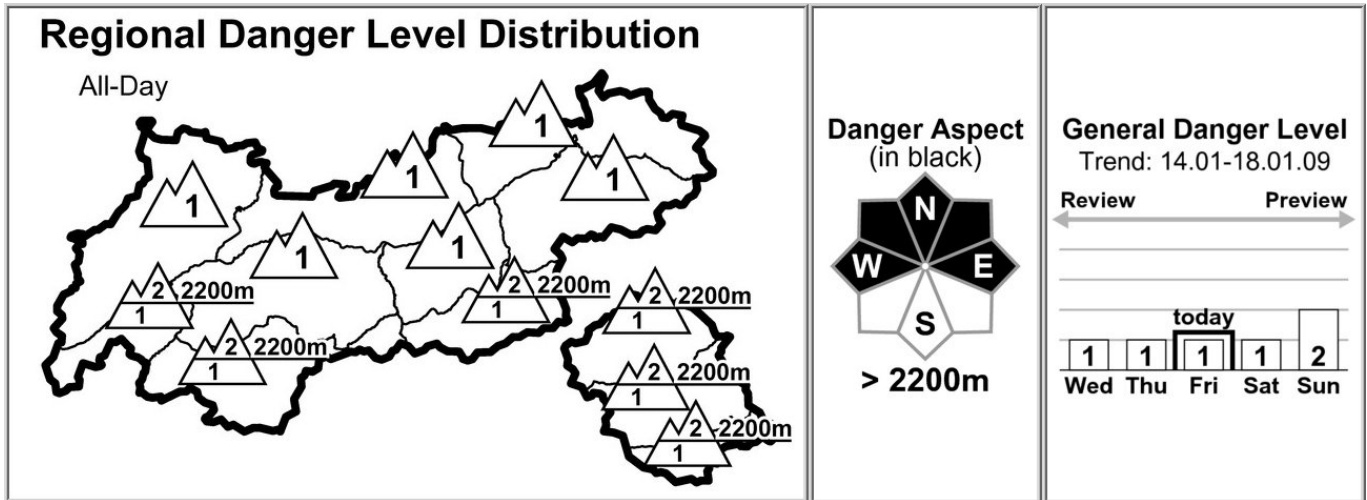 Regional Danger Level Distribution
All-Day
1
1
1
1
1
1
2 2200m
1
2 2200m
1
2 2200m
1
2 2200m
1
2 2200m
1
2 2200m
1
Danger Aspect
(in black)
N
W E
S
> 2200m
General Danger Level
Trend: 14.01-18.01.09
Review Preview
today
1 1 1 1 2
Wed Thu Fri Sat Sun